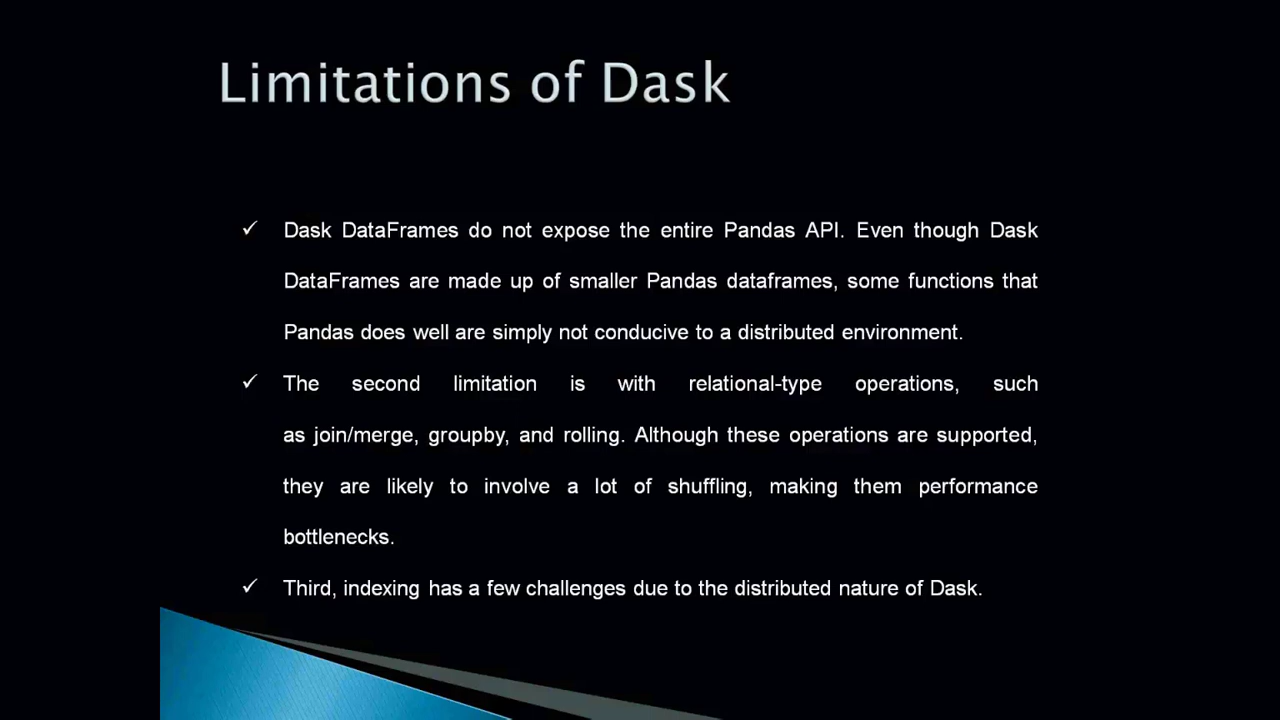 Limitations of Dask
✓ Dask DataFrames do not expose the entire Pandas API. Even though Dask
DataFrames are made up of smaller Pandas dataframes, some functions that
Pandas does well are simply not conducive to a distributed environment.
✓ The second limitation is with relational-type operations, such
as join/merge, groupby, and rolling. Although these operations are supported,
they are likely to involve a lot of shuffling, making them performance
bottlenecks.
✓ Third, indexing has a few challenges due to the distributed nature of Dask.